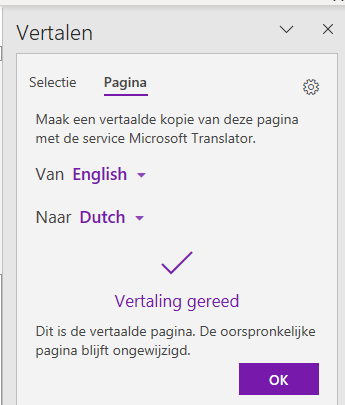 Vertalen
Selectie Pagina
Maak een vertaalde kopie van deze pagina
met de service Microsoft Translator.
Van English
Naar Dutch
Vertaling gereed
Dit is de vertaalde pagina. De oorspronkelijke
pagina blijft ongewijzigd.
OK